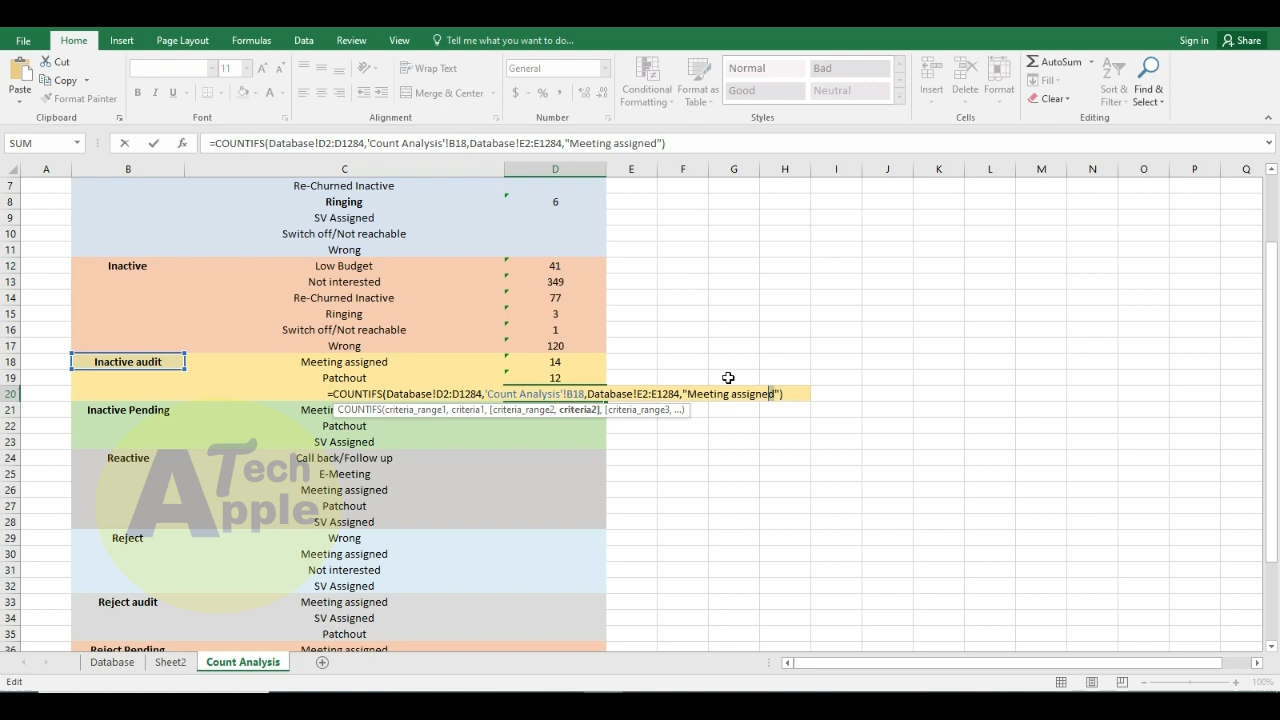 File Home Insert Page Layout Formulas Data Review View Tell me what you want to do... Sign in Share
Paste Cut Copy Format Painter Clipboard
11 B I U A Font
Wrap Text Merge & Center Alignment
General $ % , Number
Conditional Formatting Format as Table Normal Bad Good Neutral Styles
Insert Delete Format Cells
AutoSum Fill Clear Sort & Filter Find & Select Editing
SUM fx =COUNTIFS(Database!D2:D1284,'Count Analysis'!B18,Database!E2:E1284,"Meeting assigned")
A B C D E F G H I J K L M N O P Q
7 Re-Churned Inactive
8 Ringing 6
9 SV Assigned
10 Switch off/Not reachable
11 Wrong
12 Inactive Low Budget 41
13 Not interested 349
14 Re-Churned Inactive 77
15 Ringing 3
16 Switch off/Not reachable 1
17 Wrong 120
18 Inactive audit Meeting assigned 14
19 Patchout 12
20 =COUNTIFS(Database!D2:D1284,'Count Analysis'!B18,Database!E2:E1284,"Meeting assigned")
21 Inactive Pending Meeti COUNTIFS(criteria_range1, criteria1, [criteria_range2, criteria2], [criteria_range3, ...)
22 Patchout
23 SV Assigned
24 Reactive Call back/Follow up
25 E-Meeting
26 Meeting assigned
27 Patchout
28 SV Assigned
29 Reject Wrong
30 Meeting assigned
31 Not interested
32 SV Assigned
33 Reject audit Meeting assigned
34 SV Assigned
35 Patchout
36 Reject Pending Meeting assigned
A Tech Apple
Database Sheet2 Count Analysis
Edit 100%